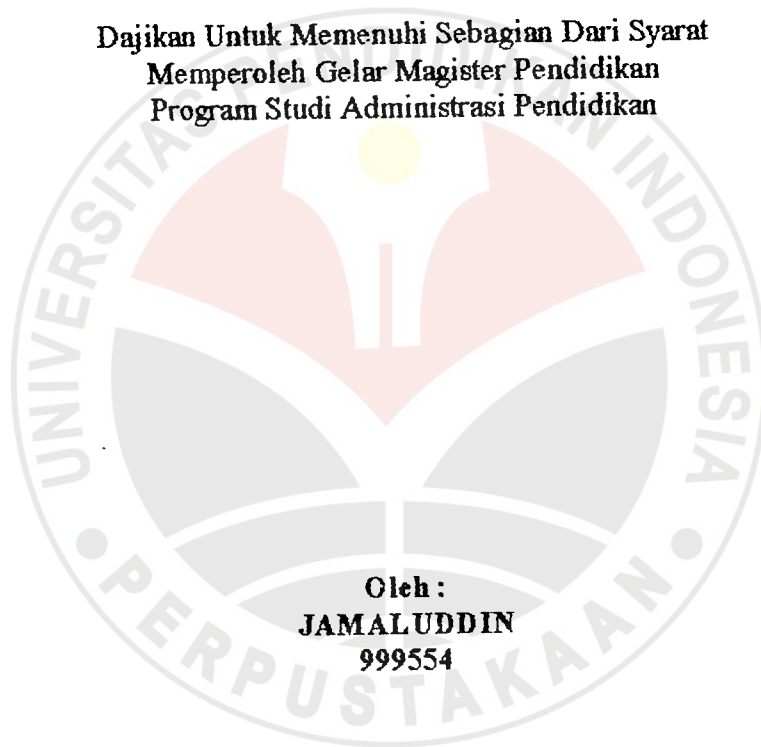 Dajikan Untuk Memenuhi Sebagian Dari Syarat
Memperoleh Gelar Magister Pendidikan
Program Studi Administrasi Pendidikan
UNIVERSITAS PENDIDIKAN INDONESIA
Oleh :
JAMALUDDIN
999554
PERPUSTAKAAN